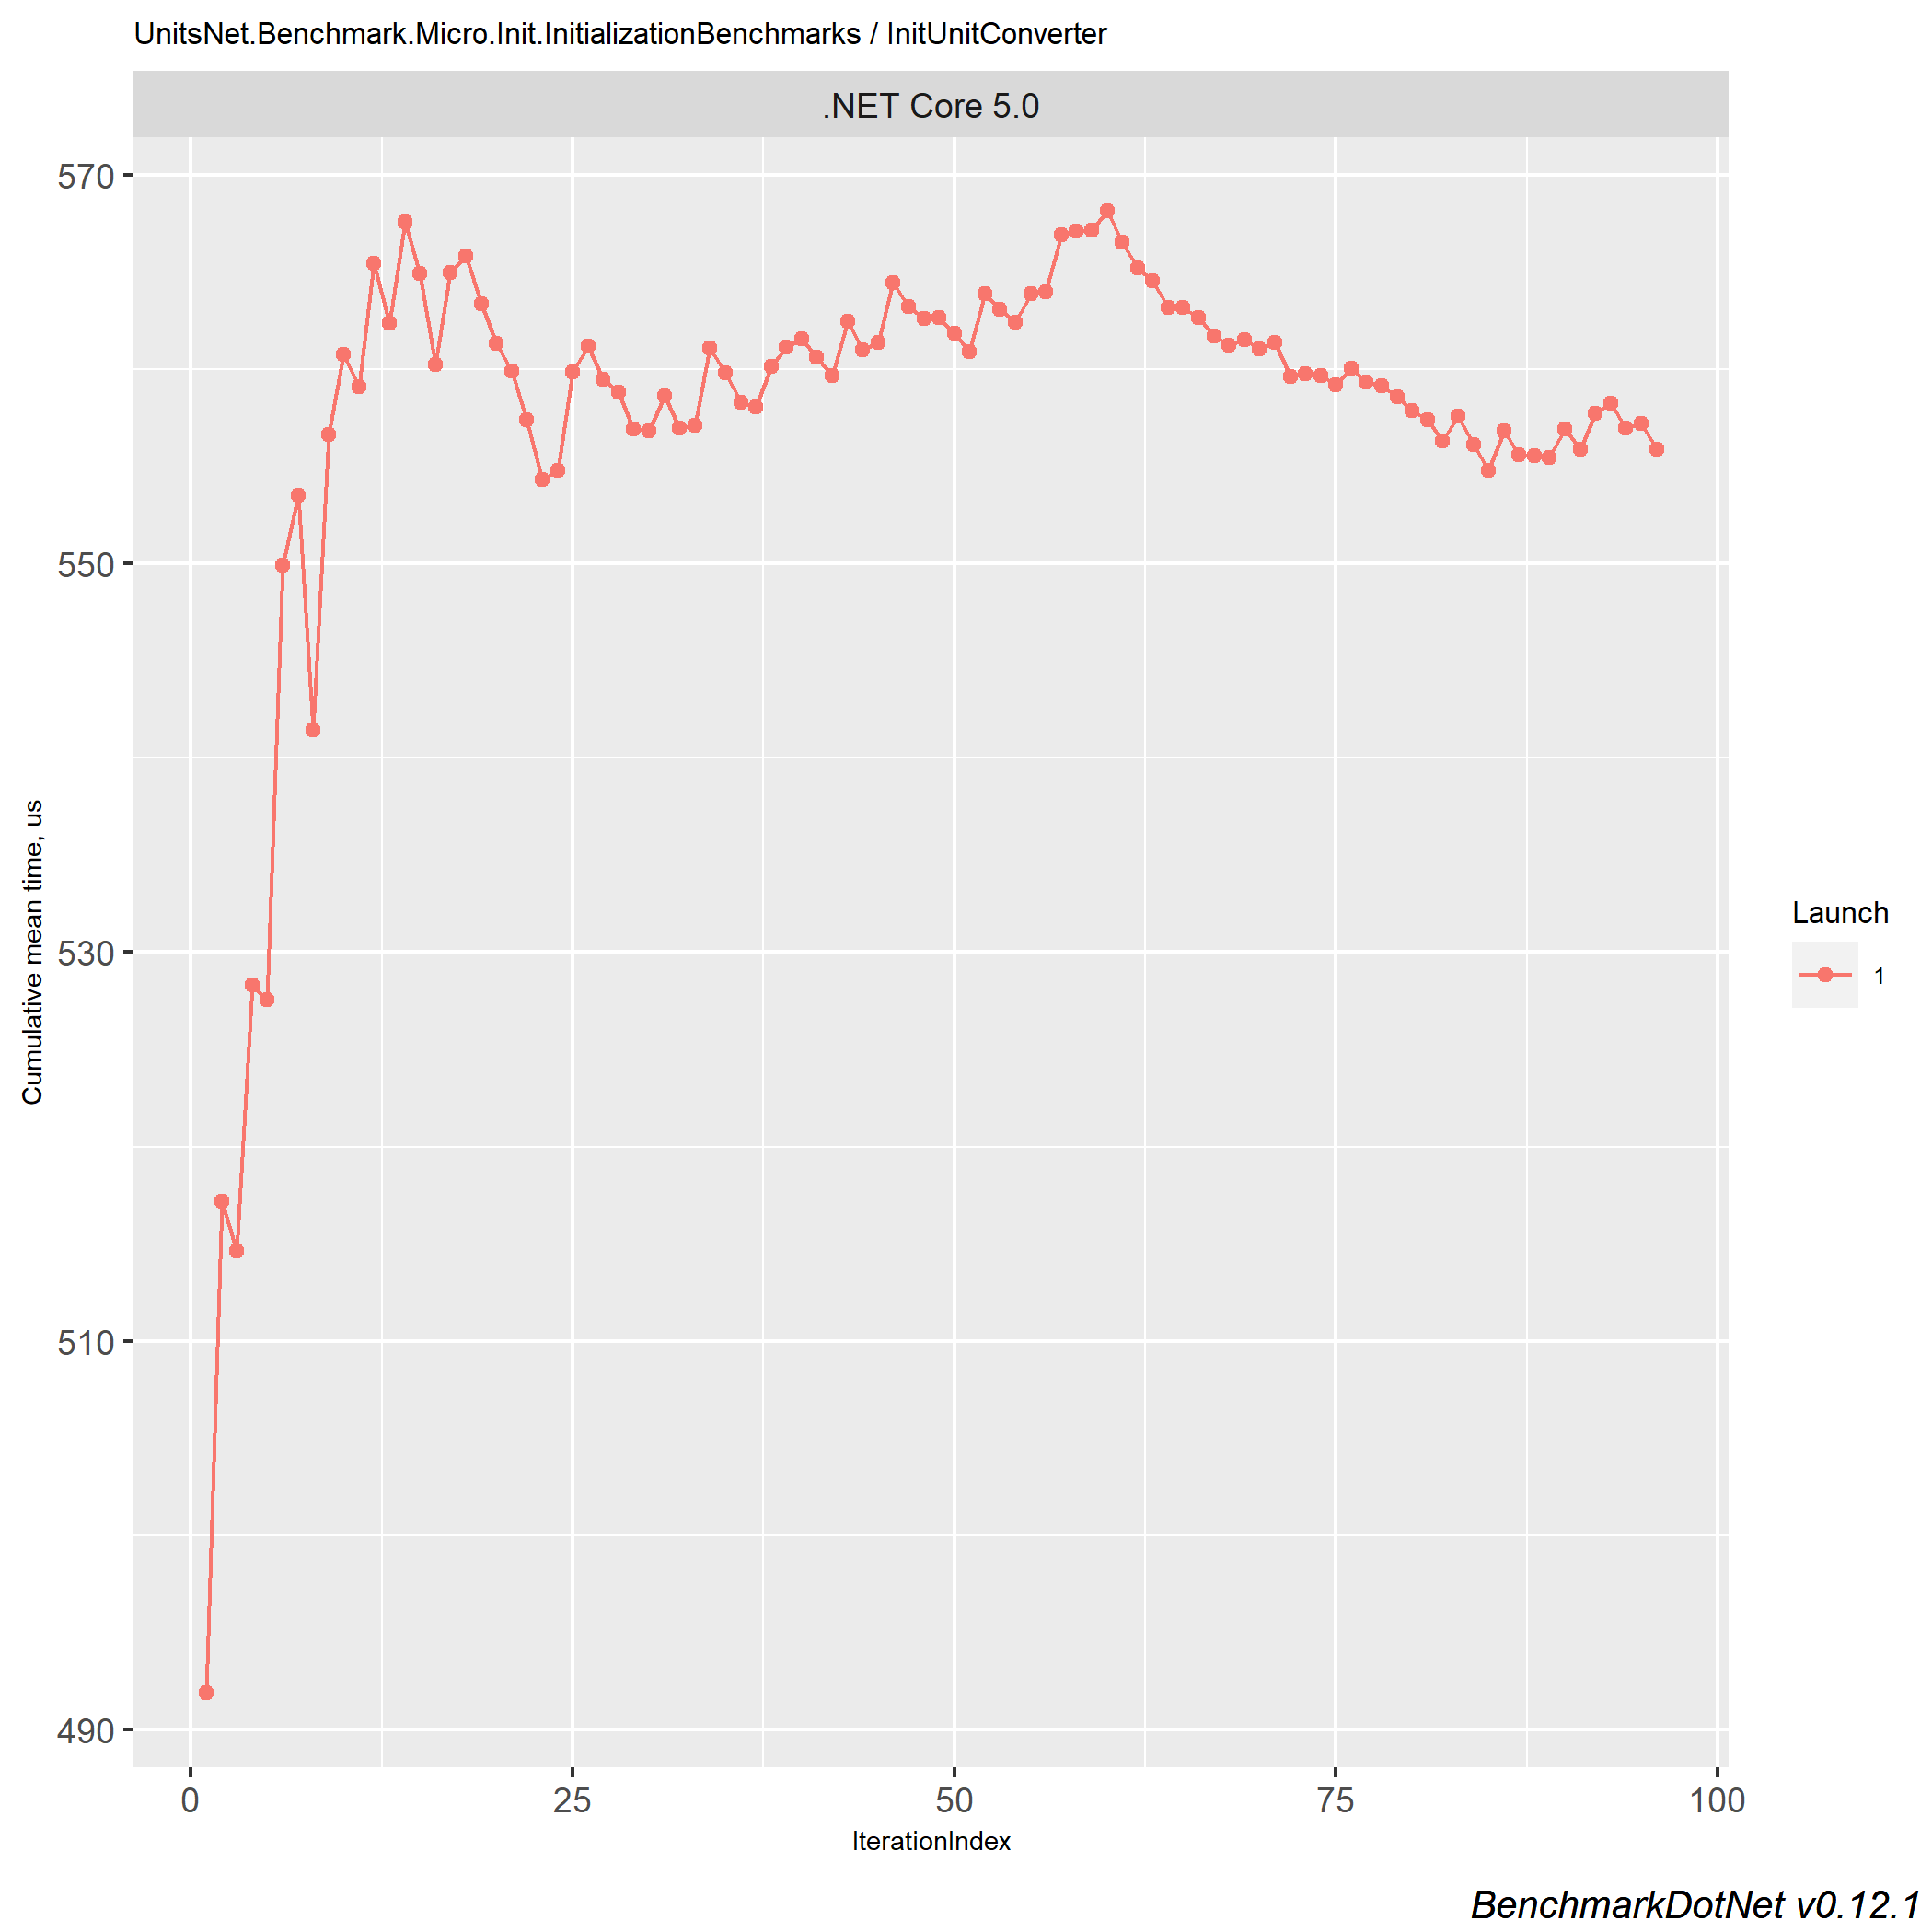 UnitsNet.Benchmark.Micro.Init.InitializationBenchmarks / InitUnitConverter
.NET Core 5.0
570
550
530
510
490
Cumulative mean time, us
0 25 50 75 100
IterationIndex
Launch
1
BenchmarkDotNet v0.12.1